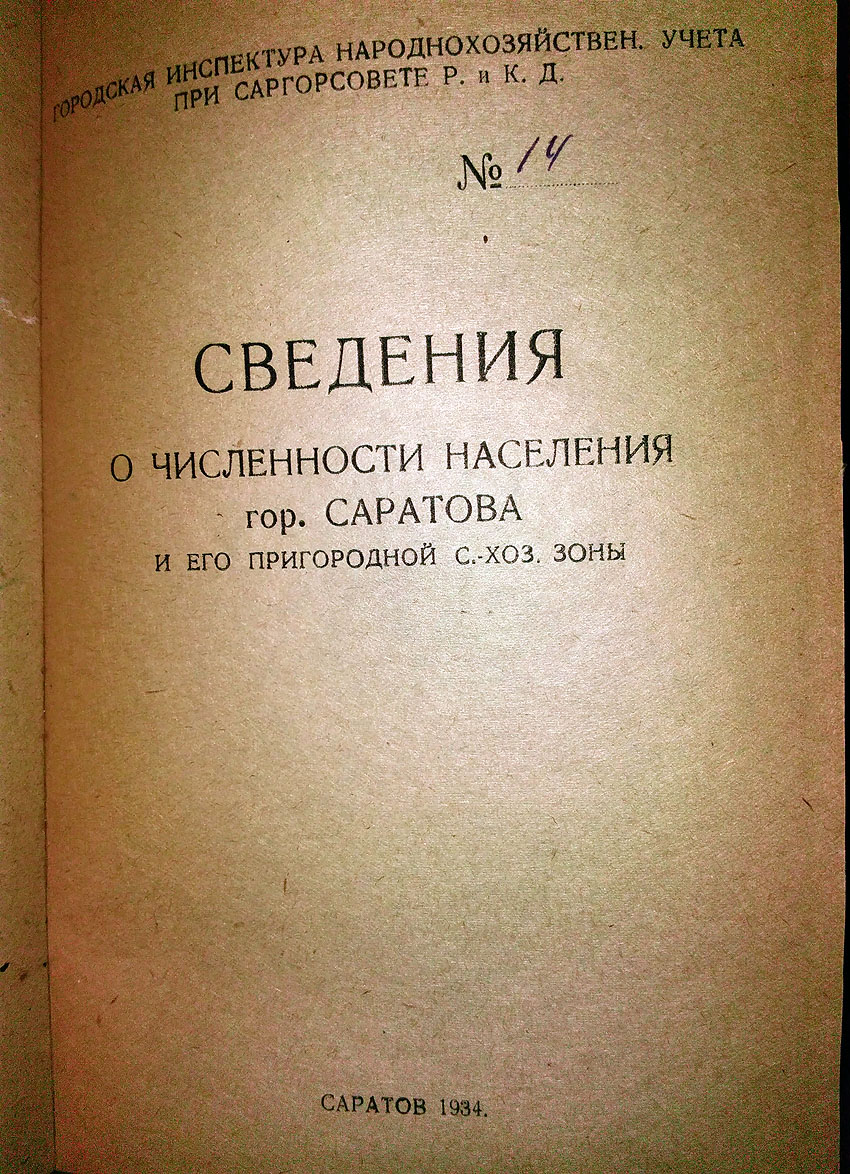 ГОРОДСКАЯ ИНСПЕКТУРА НАРОДНОХОЗЯЙСТВЕН. УЧЕТА
ПРИ САРГОРСОВЕТЕ Р. и К. Д.
№ 14
СВЕДЕНИЯ
О ЧИСЛЕННОСТИ НАСЕЛЕНИЯ
гор. САРАТОВА
И ЕГО ПРИГОРОДНОЙ С.-ХОЗ. ЗОНЫ
САРАТОВ 1934.